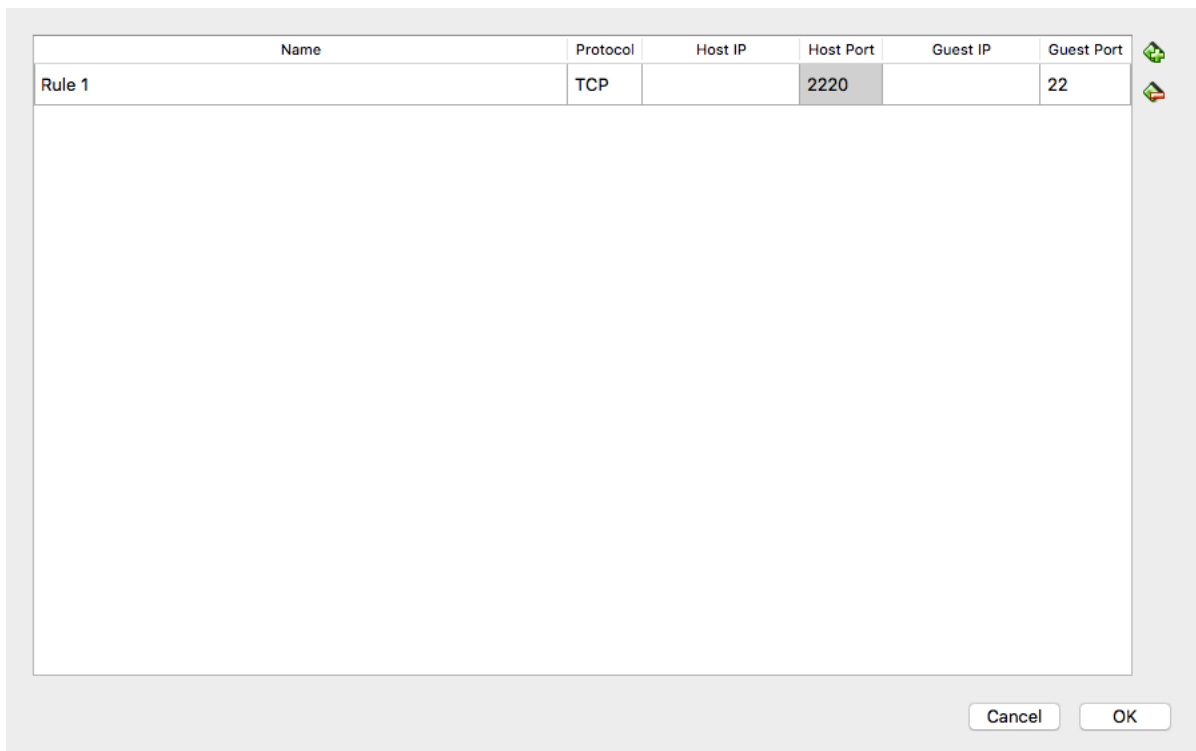 Name Protocol Host IP Host Port Guest IP Guest Port
Rule 1 TCP 2220 22
Cancel OK